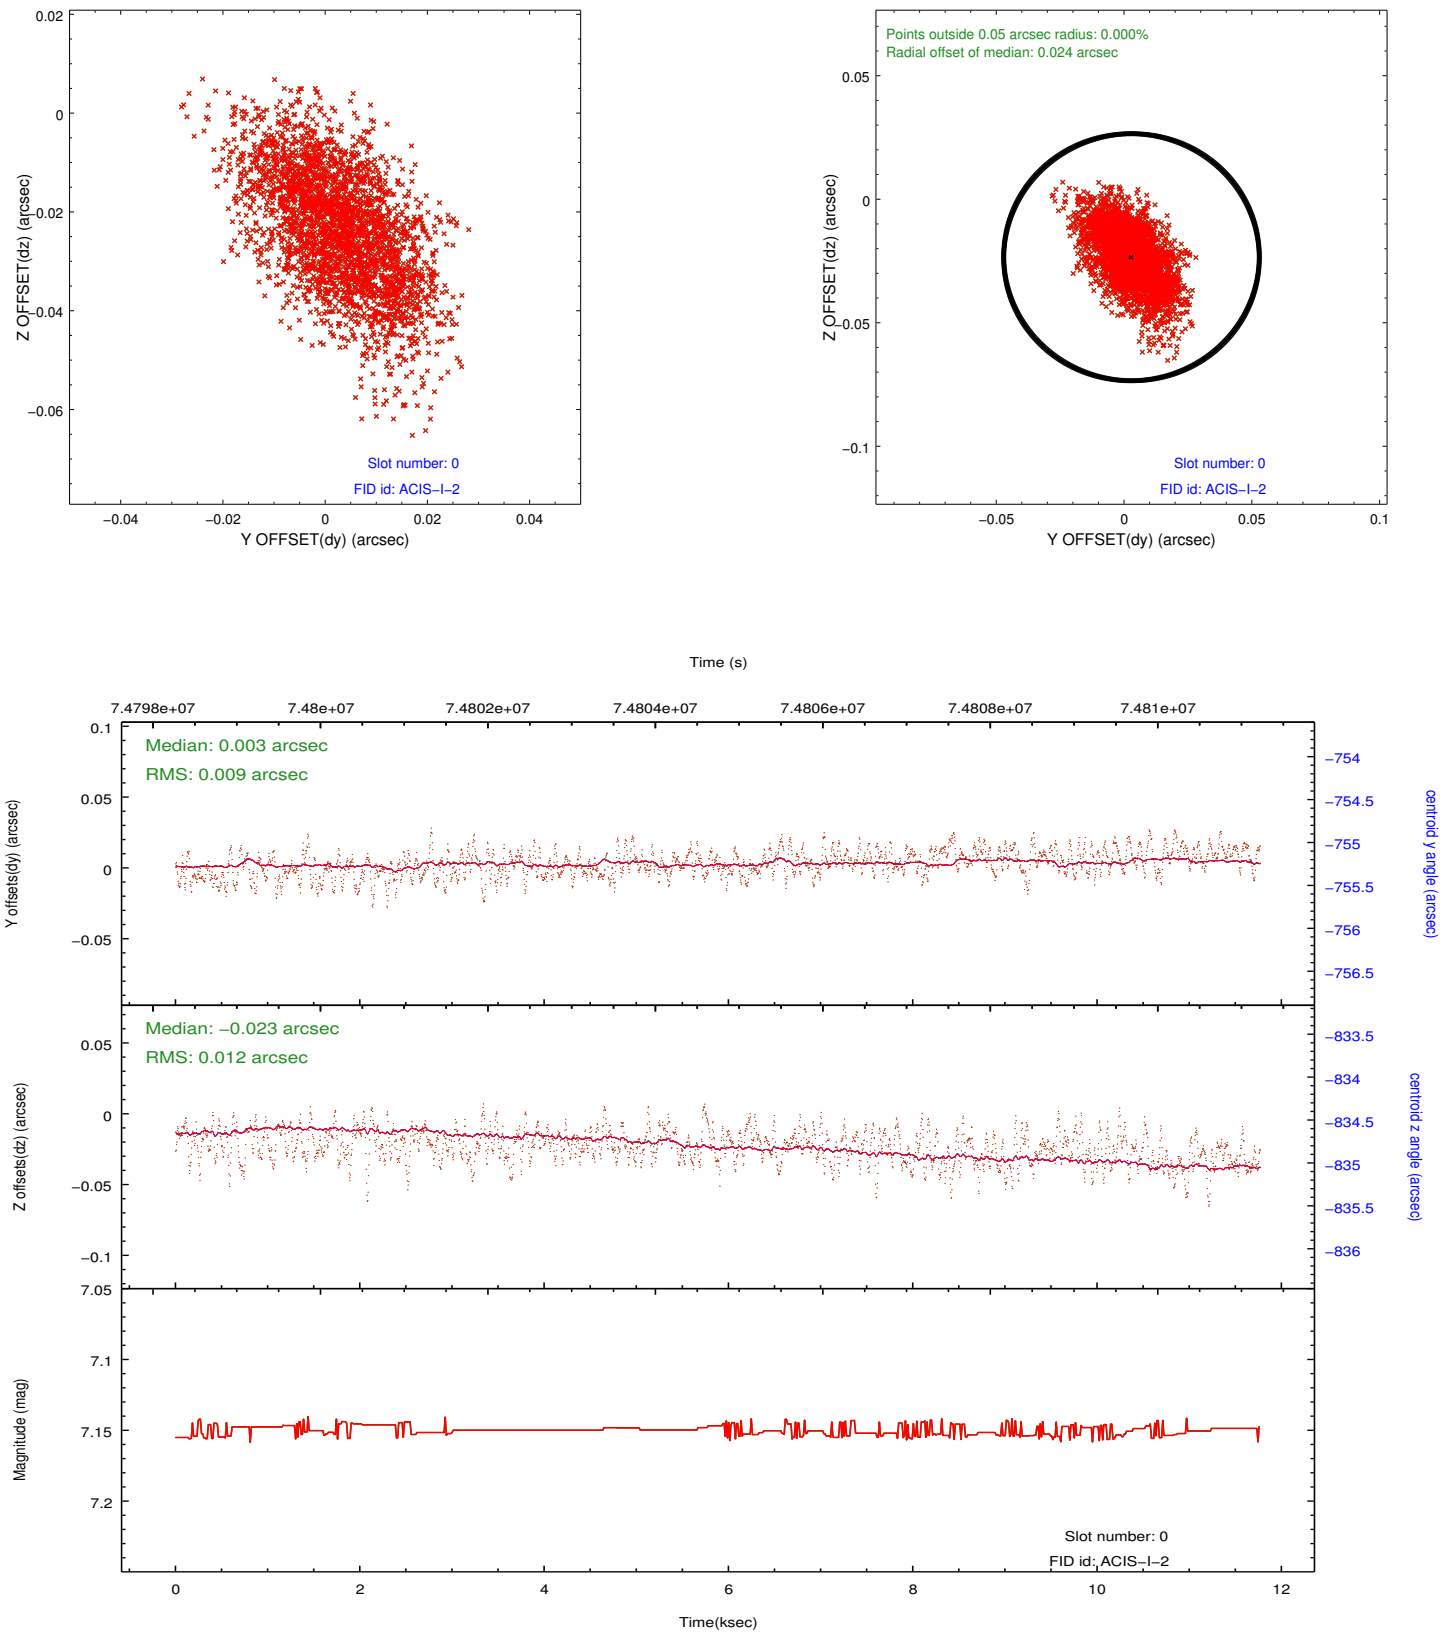 0.02
0
−0.02
−0.04
−0.06
Z OFFSET(dz) (arcsec)
−0.04
−0.02
0
0.02
0.04
Y OFFSET(dy) (arcsec)
Slot number: 0
FID id: ACIS−I−2
Points outside 0.05 arcsec radius: 0.000%
Radial offset of median: 0.024 arcsec
0.05
0
−0.05
−0.1
Z OFFSET(dz) (arcsec)
−0.05
0
0.05
0.1
Y OFFSET(dy) (arcsec)
Slot number: 0
FID id: ACIS−I−2
Time (s)
7.4798e+07 7.48e+07 7.4802e+07 7.4804e+07 7.4806e+07 7.4808e+07 7.481e+07
Median: 0.003 arcsec
RMS: 0.009 arcsec
0.1
0.05
0
−0.05
Y offsets(dy) (arcsec)
−754
−754.5
−755
−755.5
−756
−756.5
centroid y angle (arcsec)
Median: −0.023 arcsec
RMS: 0.012 arcsec
0.05
0
−0.05
−0.1
Z offsets(dz) (arcsec)
−833.5
−834
−834.5
−835
−835.5
−836
centroid z angle (arcsec)
7.05
7.1
7.15
7.2
Magnitude (mag)
Slot number: 0
FID id: ACIS−I−2
0 2 4 6 8 10 12
Time(ksec)